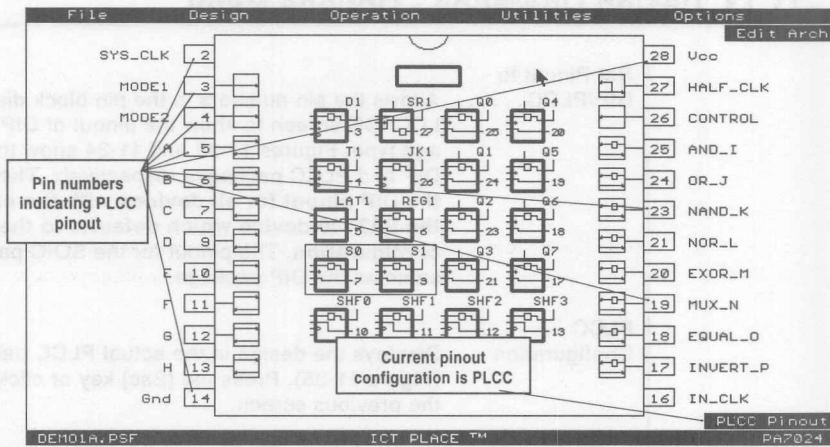 File Design Operation Utilities Options
Edit Arch
SYS_CLK 2 28 Vcc
MODE1 3 27 HALF_CLK
MODE2 4 26 CONTROL
A 5 25 AND_I
24 OR_J
C 7 23 NAND_K
D 9 21 NOR_L
E 10 20 EXOR_M
F 11 19 MUX_N
G 12 18 EQUAL_O
13 17 INVERT_P
Gnd 14 16 IN_CLK
Pin numbers
indicating PLCC
pinout
D1 SR1 Q0 Q4
3 27 25 20
JK1 Q1 Q5
26 24 19
LAT1 REG1 Q2 Q6
23 18
S0 S1 Q3 Q7
7 9 21 17
SHF0 SHF1 SHF2 SHF3
10 11 12 13
Current pinout
configuration is PLCC
PLCC Pinout
DEMO1A.PSF ICT PLACE ™ PA7024